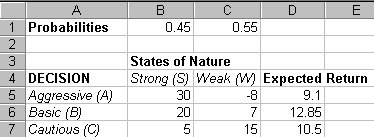 A B C D E
1 Probabilities 0.45 0.55
2
3 States of Nature
4 DECISION Strong (S) Weak (W) Expected Return
5 Aggressive (A) 30 -8 9.1
6 Basic (B) 20 7 12.85
7 Cautious (C) 5 15 10.5